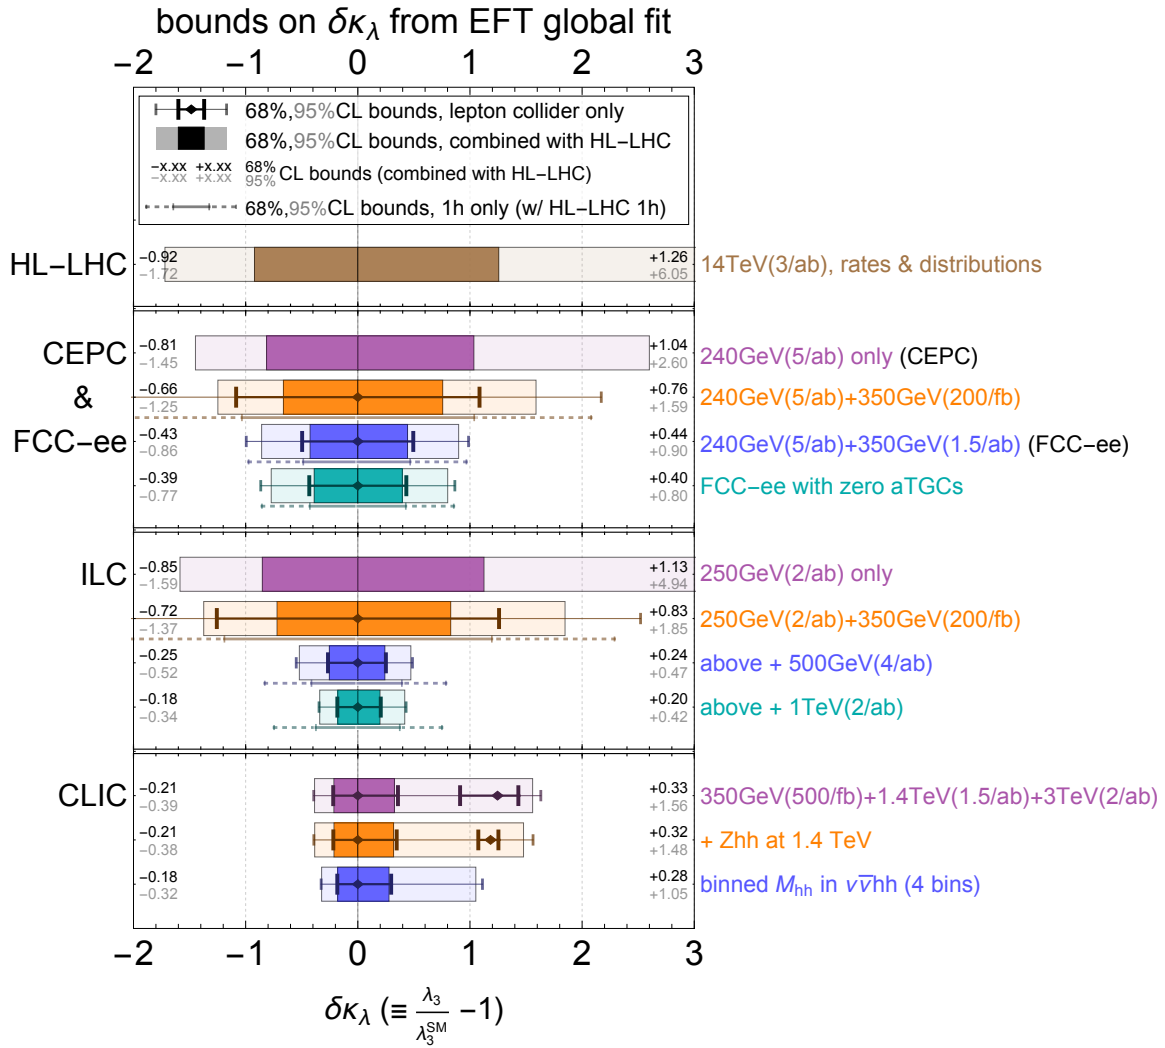 bounds on δκλ from EFT global fit
−2 −1 0 1 2 3
68%,95%CL bounds, lepton collider only
68%,95%CL bounds, combined with HL−LHC
−x.xx +x.xx 68%
−x.xx +x.xx 95% CL bounds (combined with HL−LHC)
68%,95%CL bounds, 1h only (w/ HL−LHC 1h)
HL−LHC
−0.92 +1.26
−1.72 +6.05
14TeV(3/ab), rates & distributions
CEPC
&
FCC−ee
−0.81 +1.04
−1.45 +2.60
240GeV(5/ab) only (CEPC)
−0.66 +0.76
−1.25 +1.59
240GeV(5/ab)+350GeV(200/fb)
−0.43 +0.44
−0.86 +0.90
240GeV(5/ab)+350GeV(1.5/ab) (FCC−ee)
−0.39 +0.40
−0.77 +0.80
FCC−ee with zero aTGCs
ILC
−0.85 +1.13
−1.59 +4.94
250GeV(2/ab) only
−0.72 +0.83
−1.37 +1.85
250GeV(2/ab)+350GeV(200/fb)
−0.25 +0.24
−0.52 +0.47
above + 500GeV(4/ab)
−0.18 +0.20
−0.34 +0.42
above + 1TeV(2/ab)
CLIC
−0.21 +0.33
−0.39 +1.56
350GeV(500/fb)+1.4TeV(1.5/ab)+3TeV(2/ab)
−0.21 +0.32
−0.38 +1.48
+ Zhh at 1.4 TeV
−0.18 +0.28
−0.32 +1.05
binned Mhh in νν̅hh (4 bins)
−2 −1 0 1 2 3
δκλ (≡ λ3/λ3SM −1)